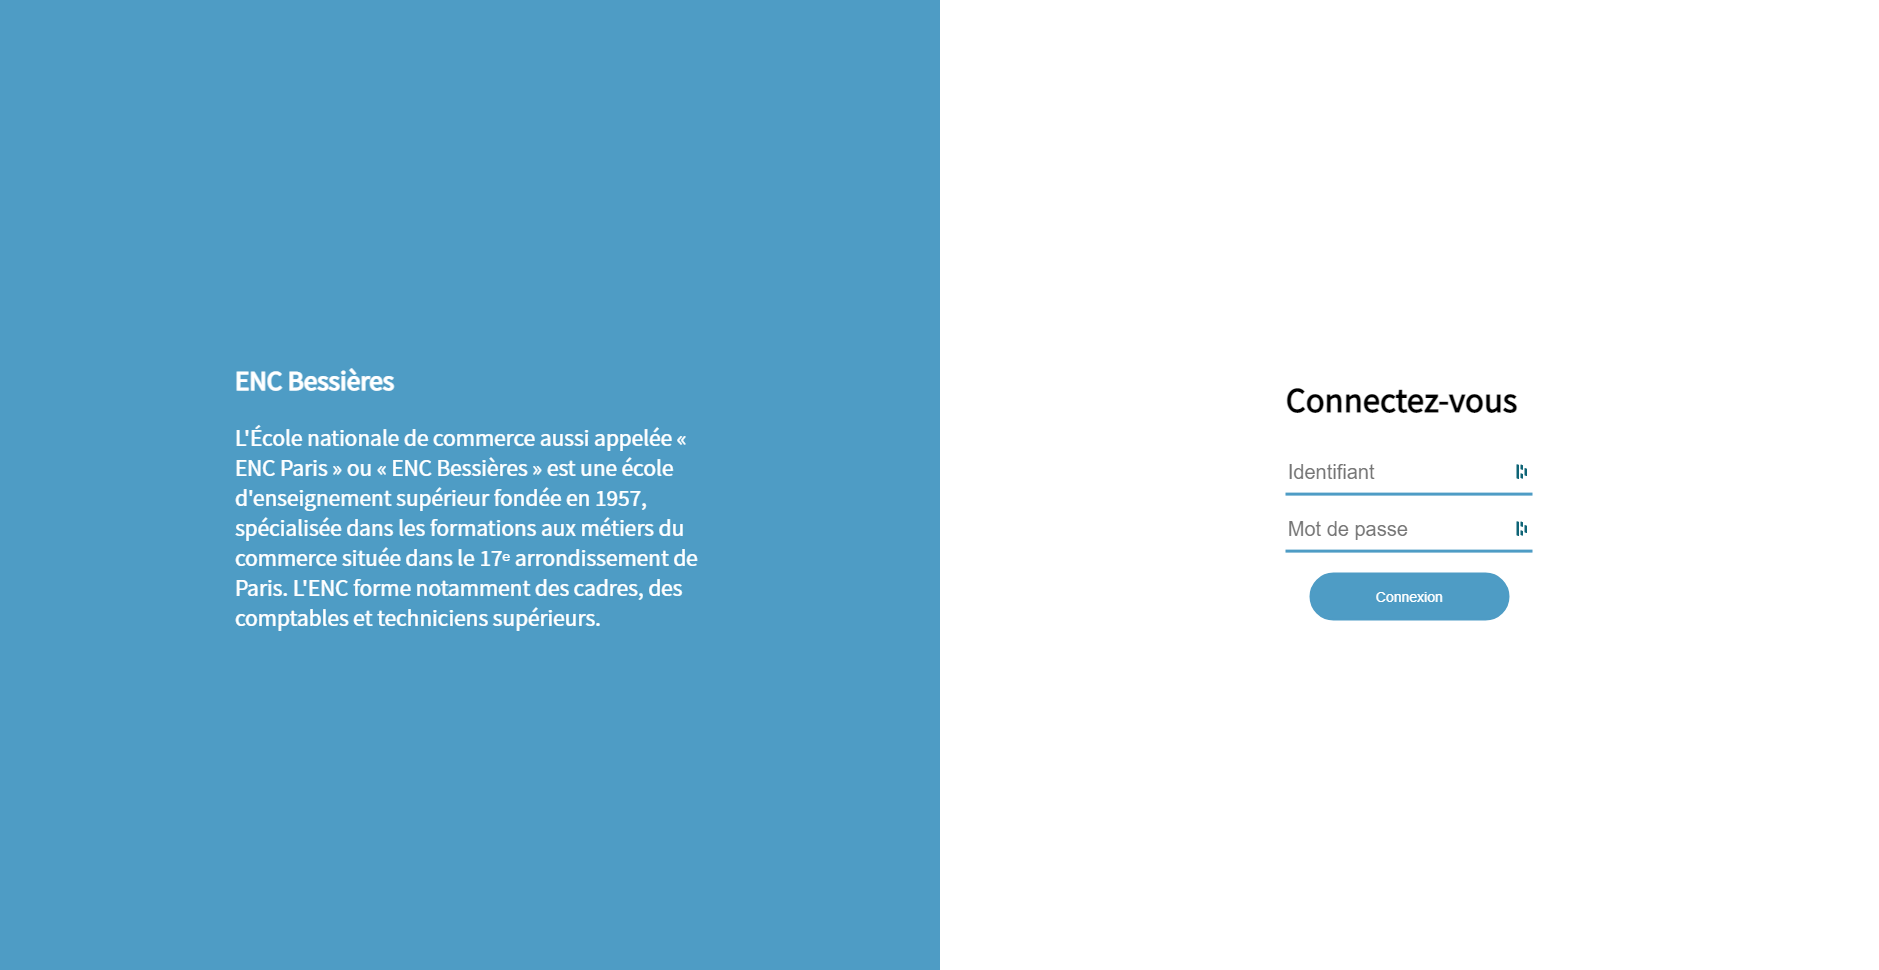 ENC Bessières
L'École nationale de commerce aussi appelée «
ENC Paris » ou « ENC Bessières » est une école
d'enseignement supérieur fondée en 1957,
spécialisée dans les formations aux métiers du
commerce située dans le 17ᵉ arrondissement de
Paris. L'ENC forme notamment des cadres, des
comptables et techniciens supérieurs.
Connectez-vous
Identifiant
Mot de passe
Connexion